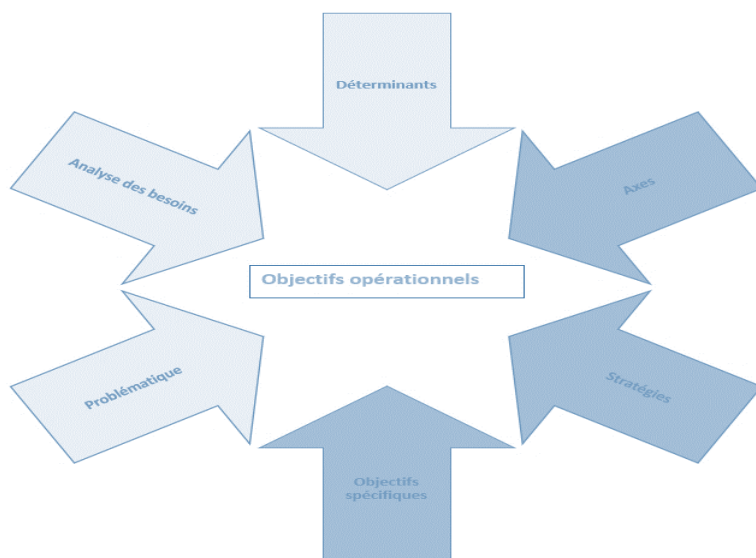 Déterminants
Analyse des besoins
Axes
Objectifs opérationnels
Problématique
Stratégies
Objectifs
spécifiques